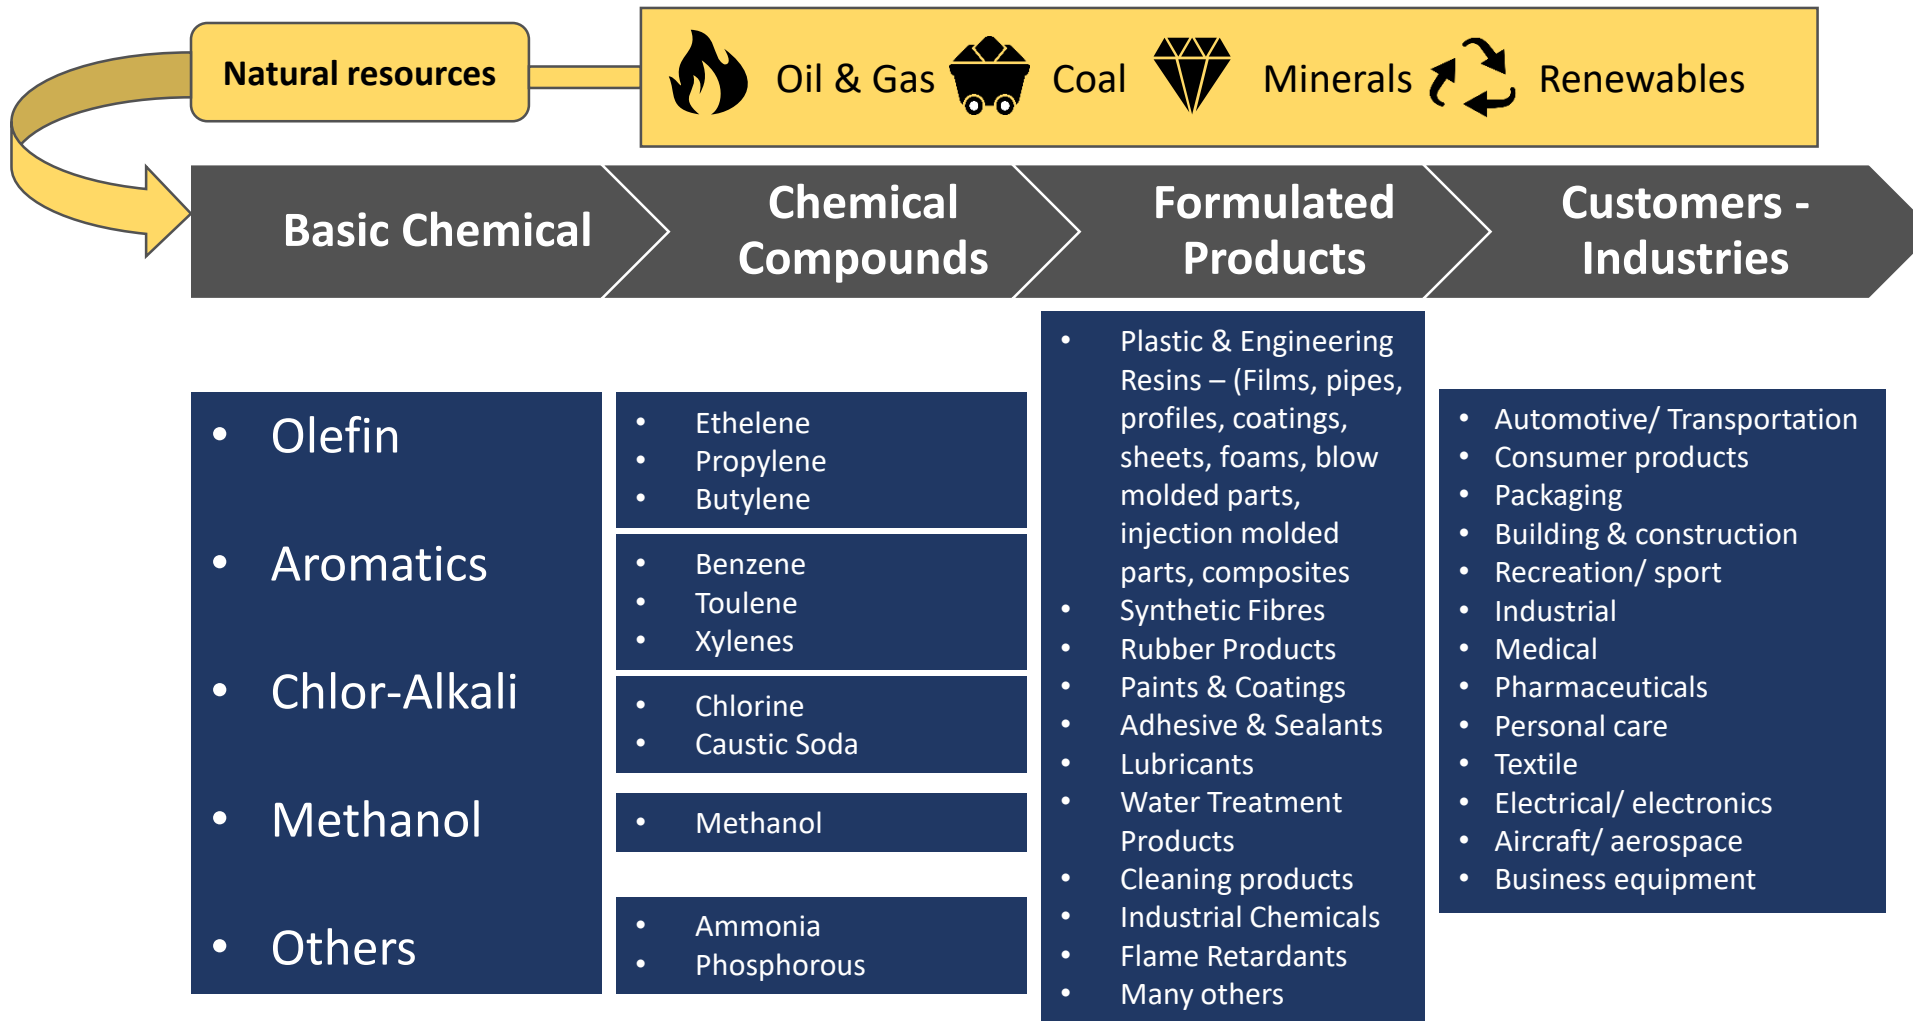 Natural resources
Oil & Gas
Coal
Minerals
Renewables
Basic Chemical
Chemical
Compounds
Formulated
Products
Customers -
Industries
• Olefin
• Aromatics
• Chlor-Alkali
• Methanol
• Others
• Ethelene
• Propylene
• Butylene
• Benzene
• Toulene
• Xylenes
• Chlorine
• Caustic Soda
• Methanol
• Ammonia
• Phosphorous
• Plastic & Engineering
Resins – (Films, pipes,
profiles, coatings,
sheets, foams, blow
molded parts,
injection molded
parts, composites
• Synthetic Fibres
• Rubber Products
• Paints & Coatings
• Adhesive & Sealants
• Lubricants
• Water Treatment
Products
• Cleaning products
• Industrial Chemicals
• Flame Retardants
• Many others
• Automotive/ Transportation
• Consumer products
• Packaging
• Building & construction
• Recreation/ sport
• Industrial
• Medical
• Pharmaceuticals
• Personal care
• Textile
• Electrical/ electronics
• Aircraft/ aerospace
• Business equipment